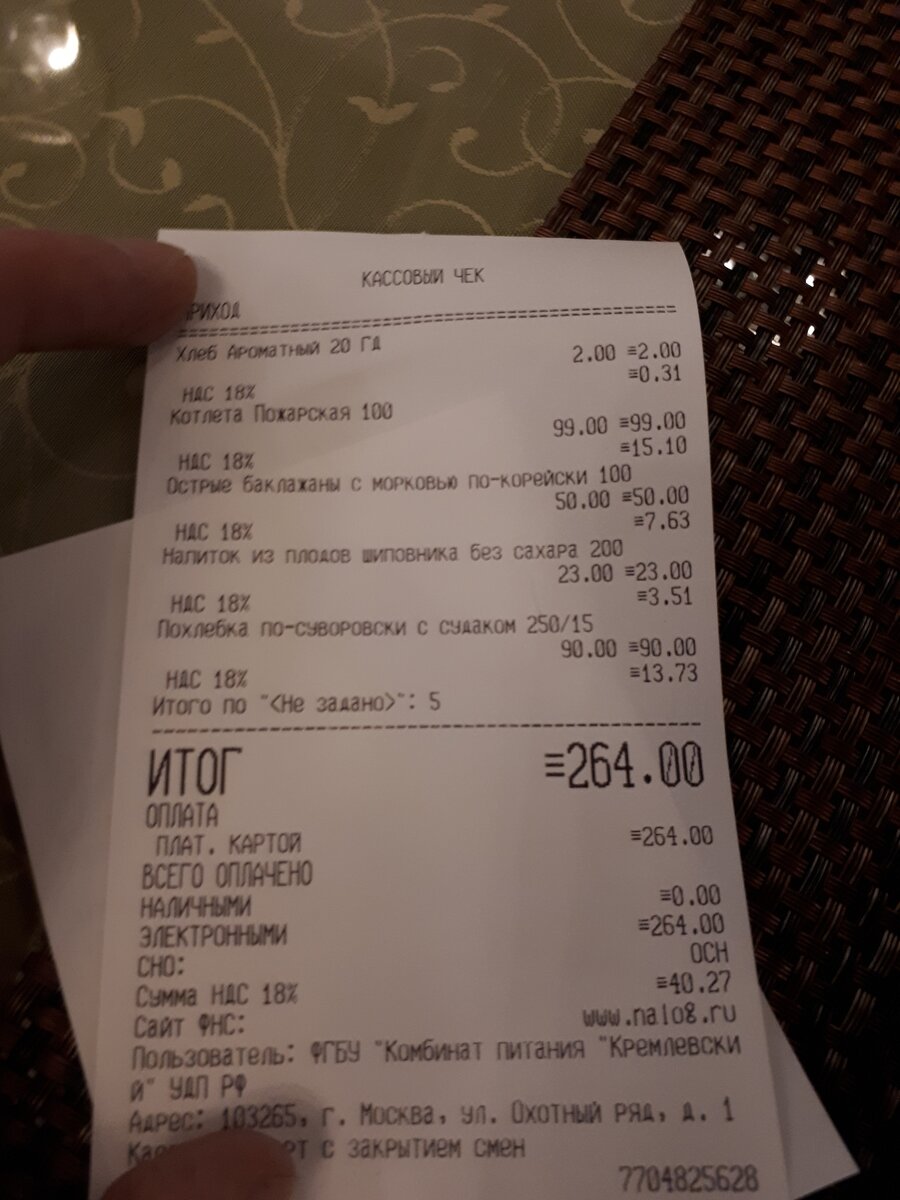 КАССОВЫЙ ЧЕК
РИХОД
Хлеб Ароматный 20 ГД
2.00 ≡2.00
НДС 18% ≡0.31
Котлета Пожарская 100
99.00 ≡99.00
НДС 18% ≡15.10
Острые баклажаны с морковью по-корейски 100
50.00 ≡50.00
НДС 18% ≡7.63
Напиток из плодов шиповника без сахара 200
23.00 ≡23.00
НДС 18% ≡3.51
Похлебка по-суворовски с судаком 250/15
90.00 ≡90.00
НДС 18% ≡13.73
Итого по "<Не задано>": 5
ИТОГ ≡264.00
ОПЛАТА
ПЛАТ. КАРТОЙ ≡264.00
ВСЕГО ОПЛАЧЕНО
НАЛИЧНЫМИ ≡0.00
ЭЛЕКТРОННЫМИ ≡264.00
СНО: ОСН
Сумма НДС 18% ≡40.27
Сайт ФНС: www.nalog.ru
Пользователь: ФГБУ "Комбинат питания "Кремлевски
й" УДП РФ
Адрес: 103265, г. Москва, ул. Охотный ряд, д. 1
с закрытием смен
7704825628